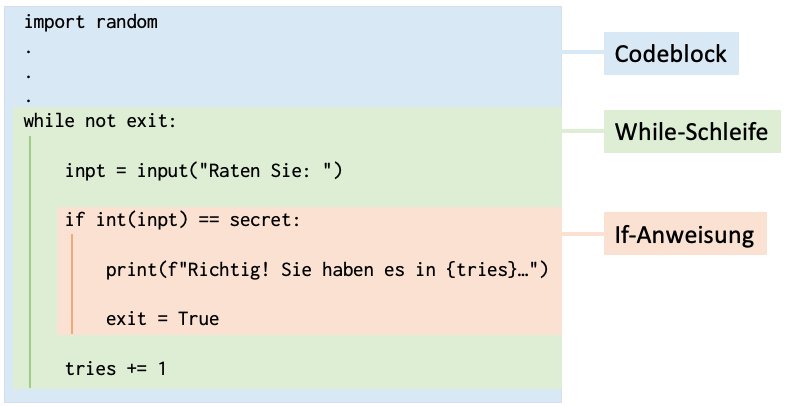 import random
.
.
.
while not exit:
inpt = input("Raten Sie: ")
if int(inpt) == secret:
print(f"Richtig! Sie haben es in {tries}…")
exit = True
tries += 1
Codeblock
While-Schleife
If-Anweisung